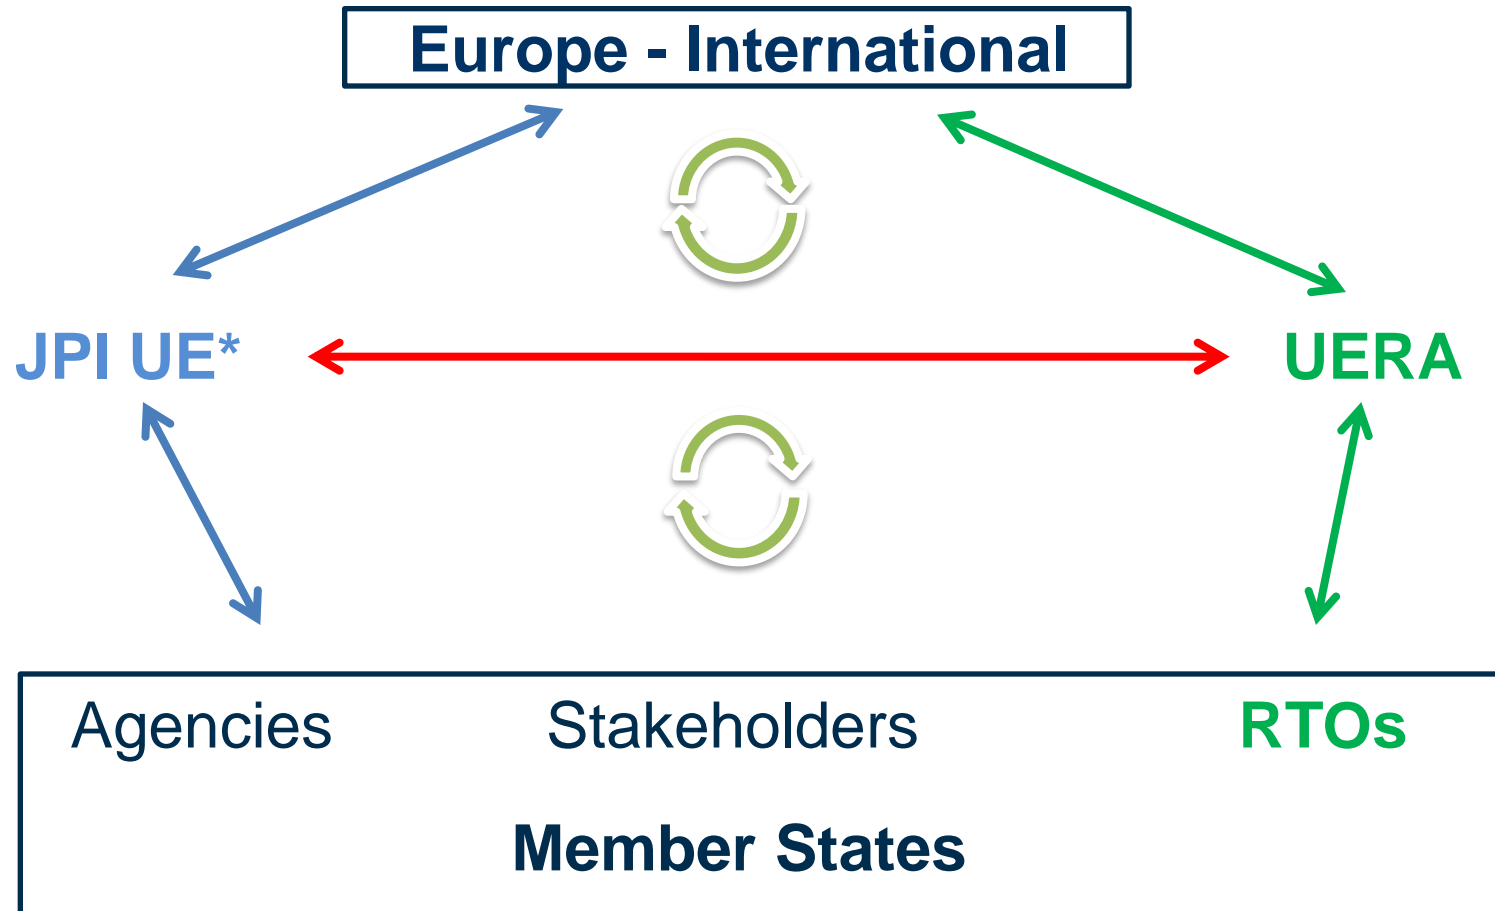 Europe - International
JPI UE*
UERA
Agencies
Stakeholders
RTOs
Member States